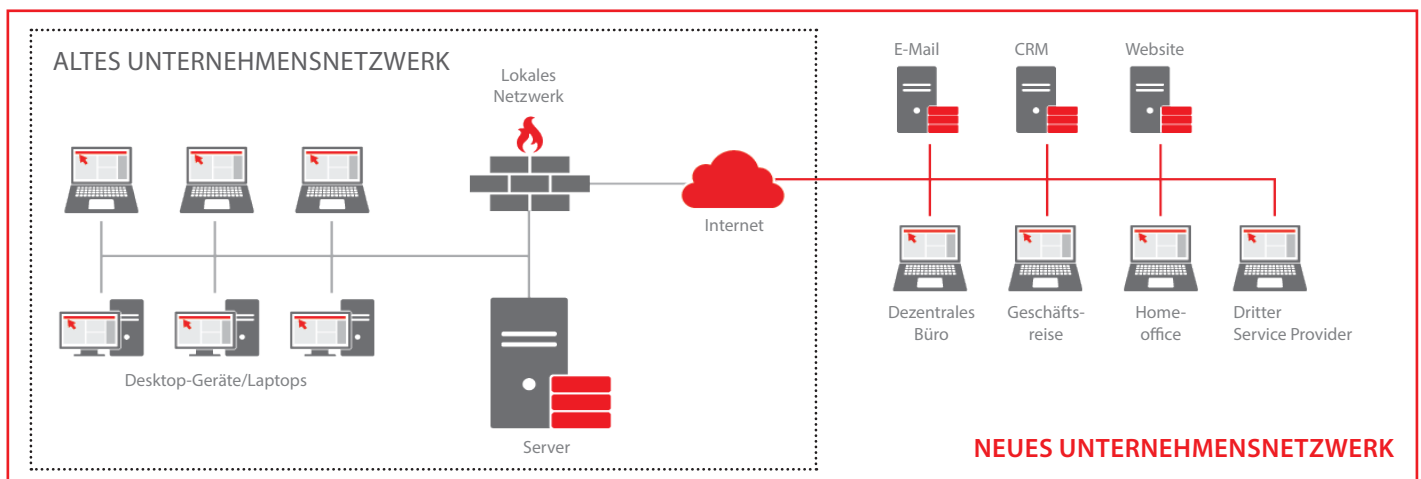 ALTES UNTERNEHMENSNETZWERK
Lokales
Netzwerk
Internet
Desktop-Geräte/Laptops
Server
E-Mail
CRM
Website
Dezentrales
Büro
Geschäfts-
reise
Home-
office
Dritter
Service Provider
NEUES UNTERNEHMENSNETZWERK